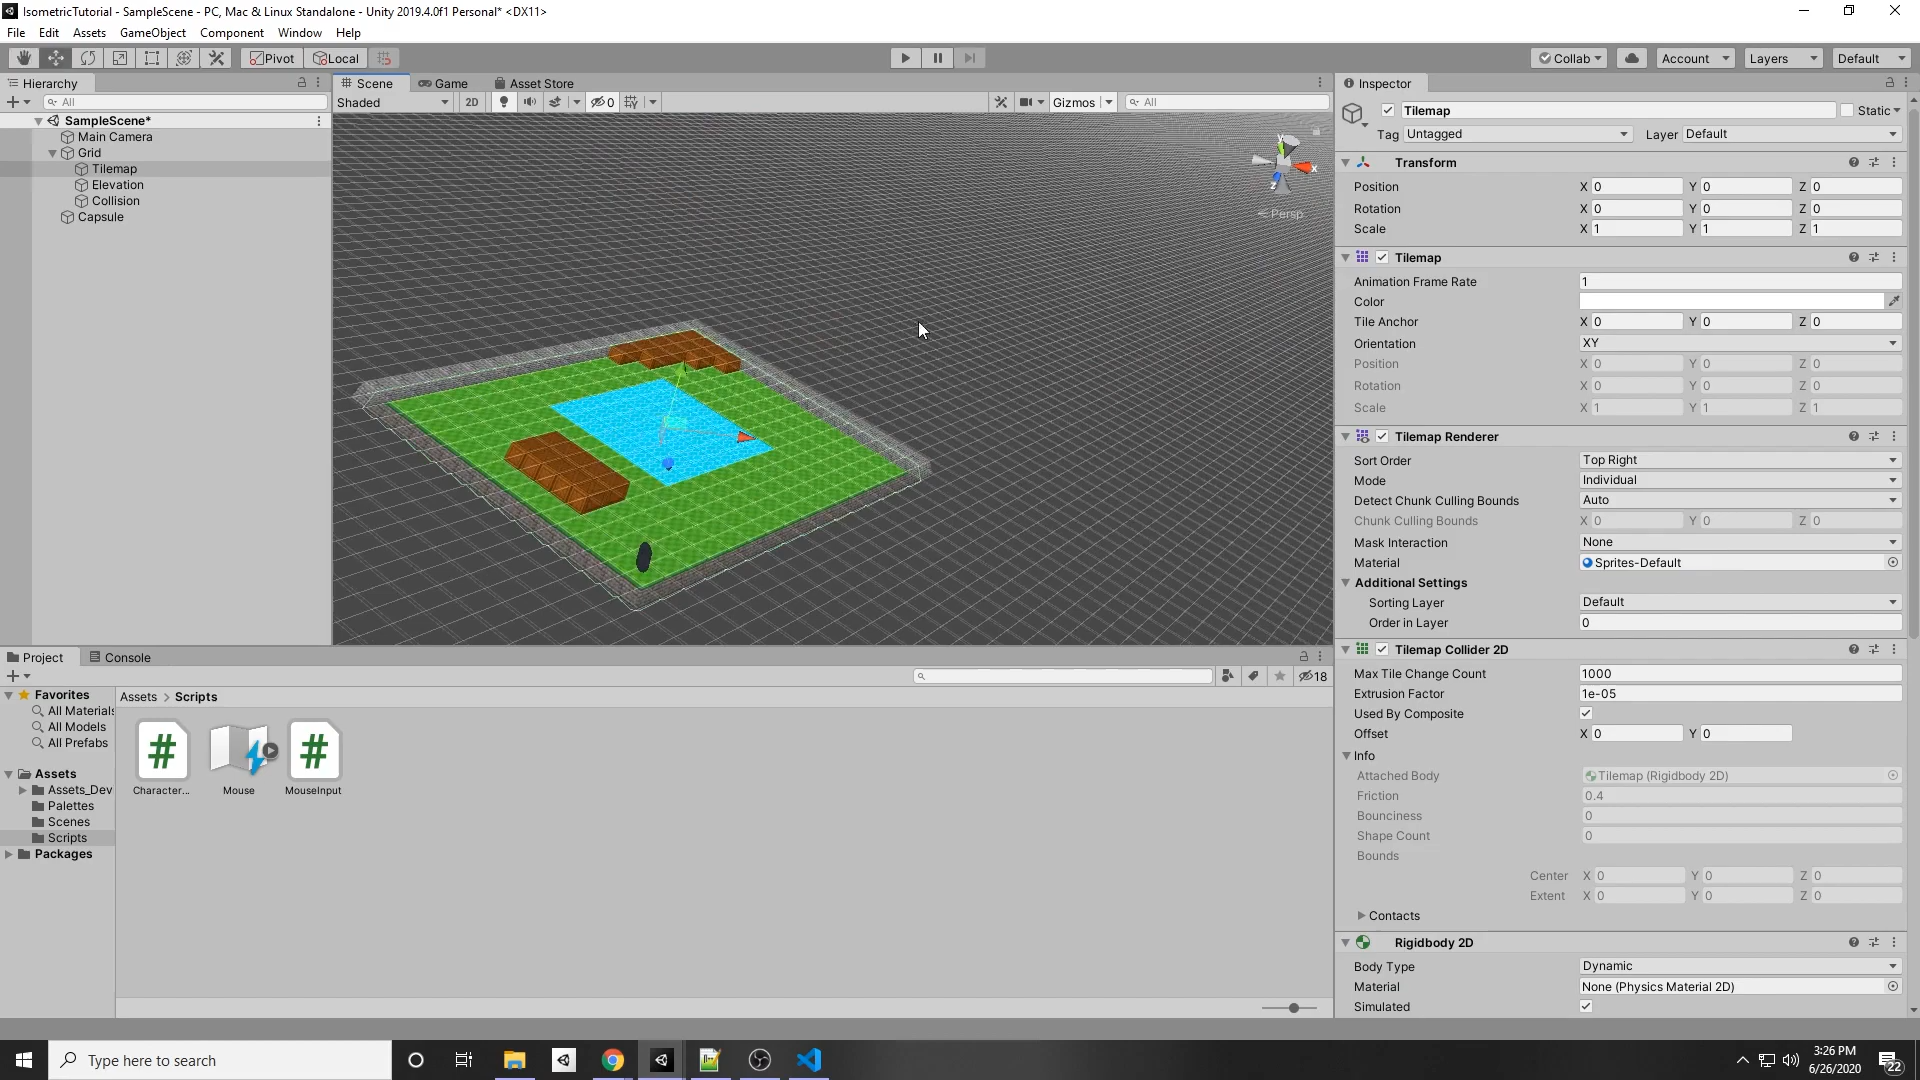 IsometricTutorial - SampleScene - PC, Mac & Linux Standalone - Unity 2019.4.0f1 Personal* <DX11>
File Edit Assets GameObject Component Window Help
Pivot Local Collab Account Layers Default
Hierarchy
All
SampleScene*
Main Camera
Grid
Tilemap
Elevation
Collision
Capsule
Scene Game Asset Store
Shaded 2D 0 Gizmos All
y
x
z
Persp
Inspector
Tilemap Static
Tag Untagged Layer Default
Transform
Position X 0 Y 0 Z 0
Rotation X 0 Y 0 Z 0
Scale X 1 Y 1 Z 1
Tilemap
Animation Frame Rate 1
Color
Tile Anchor X 0 Y 0 Z 0
Orientation XY
Position X 0 Y 0 Z 0
Rotation X 0 Y 0 Z 0
Scale X 1 Y 1 Z 1
Tilemap Renderer
Sort Order Top Right
Mode Individual
Detect Chunk Culling Bounds Auto
Chunk Culling Bounds X 0 Y 0 Z 0
Mask Interaction None
Material Sprites-Default
Additional Settings
Sorting Layer Default
Order in Layer 0
Tilemap Collider 2D
Max Tile Change Count 1000
Extrusion Factor 1e-05
Used By Composite
Offset X 0 Y 0
Info
Attached Body Tilemap (Rigidbody 2D)
Friction 0.4
Bounciness 0
Shape Count 0
Bounds
Center X 0 Y 0 Z 0
Extent X 0 Y 0 Z 0
Contacts
Rigidbody 2D
Body Type Dynamic
Material None (Physics Material 2D)
Simulated
Project Console
18
Favorites
All Materials
All Models
All Prefabs
Assets
Assets_Dev
Palettes
Scenes
Scripts
Packages
Assets > Scripts
Character... Mouse MouseInput
Type here to search
3:26 PM
6/26/2020
22